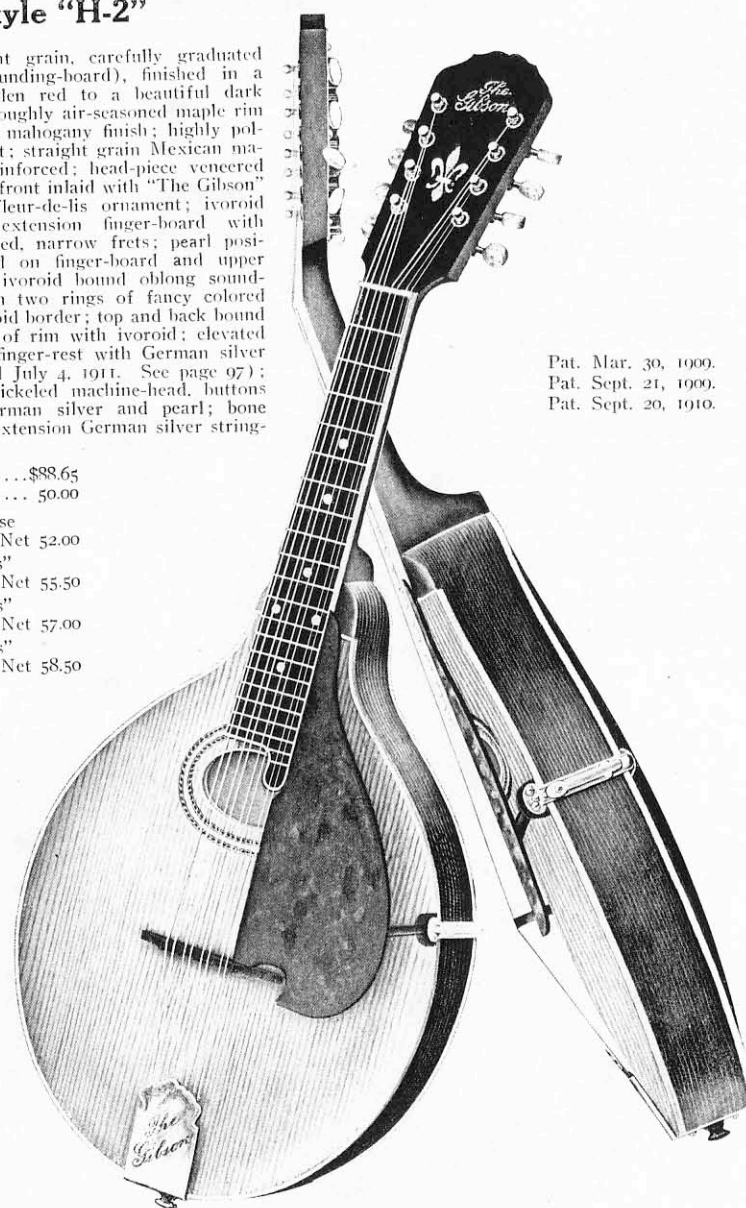 yle “H-2”
nt grain, carefully graduated
unding-board), finished in a
len red to a beautiful dark
oughly air-seasoned maple rim
mahogany finish; highly pol-
t; straight grain Mexican ma-
inforced; head-piece veneered
front inlaid with “The Gibson”
fleur-de-lis ornament; ivoroid
extension finger-board with
ed, narrow frets; pearl posi-
l on finger-board and upper
ivoroid bound oblong sound-
n two rings of fancy colored
oid border; top and back bound
of rim with ivoroid; elevated
finger-rest with German silver
d July 4, 1911. See page 97);
ickeled machine-head, buttons
rman silver and pearl; bone
xtension German silver string-
...$88.65
... 50.00
se
Net 52.00
s”
Net 55.50
s”
Net 57.00
s”
Net 58.50
The
Gibson
Pat. Mar. 30, 1909.
Pat. Sept. 21, 1909.
Pat. Sept. 20, 1910.
The
Gibson